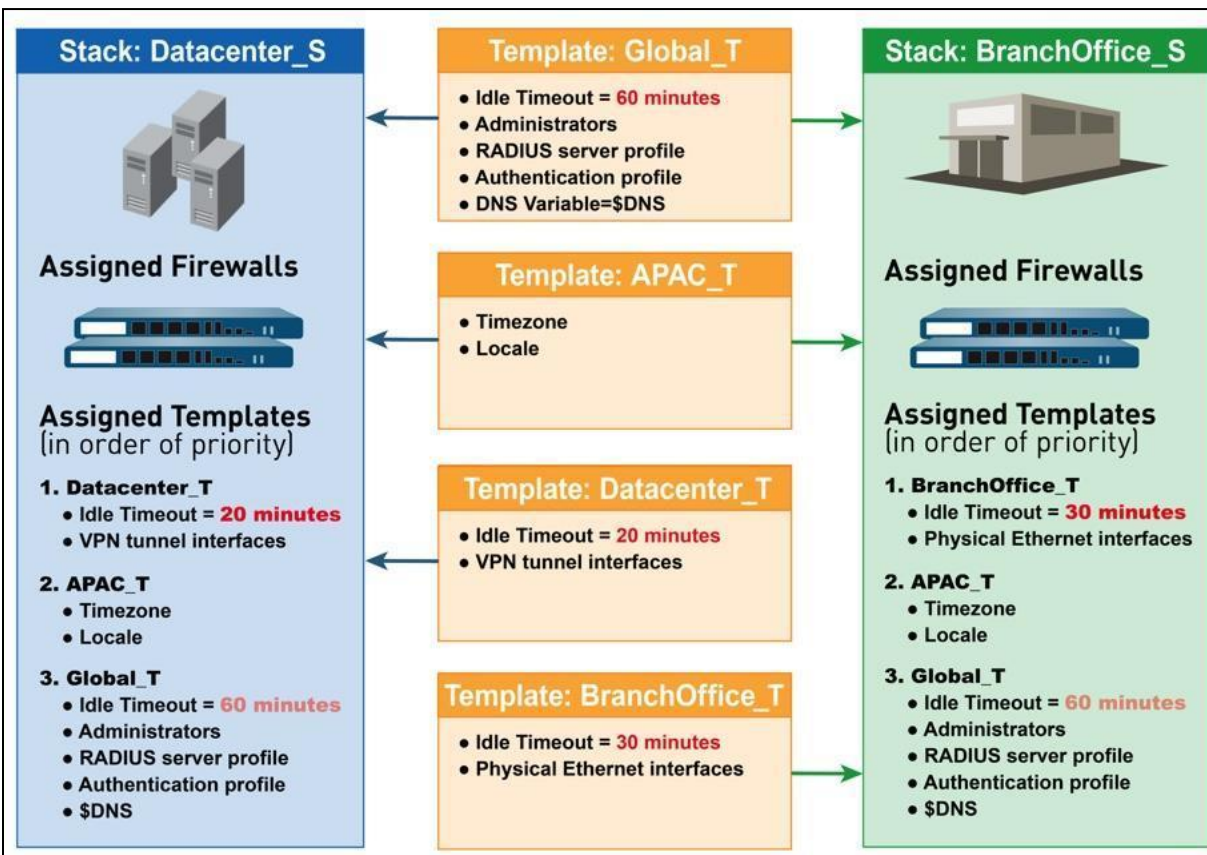 Stack: Datacenter_S
Assigned Firewalls
Assigned Templates
(in order of priority)
1. Datacenter_T
● Idle Timeout = 20 minutes
● VPN tunnel interfaces
2. APAC_T
● Timezone
● Locale
3. Global_T
● Idle Timeout = 60 minutes
● Administrators
● RADIUS server profile
● Authentication profile
● $DNS
Template: Global_T
● Idle Timeout = 60 minutes
● Administrators
● RADIUS server profile
● Authentication profile
● DNS Variable=$DNS
Template: APAC_T
● Timezone
● Locale
Template: Datacenter_T
● Idle Timeout = 20 minutes
● VPN tunnel interfaces
Template: BranchOffice_T
● Idle Timeout = 30 minutes
● Physical Ethernet interfaces
Stack: BranchOffice_S
Assigned Firewalls
Assigned Templates
(in order of priority)
1. BranchOffice_T
● Idle Timeout = 30 minutes
● Physical Ethernet interfaces
2. APAC_T
● Timezone
● Locale
3. Global_T
● Idle Timeout = 60 minutes
● Administrators
● RADIUS server profile
● Authentication profile
● $DNS